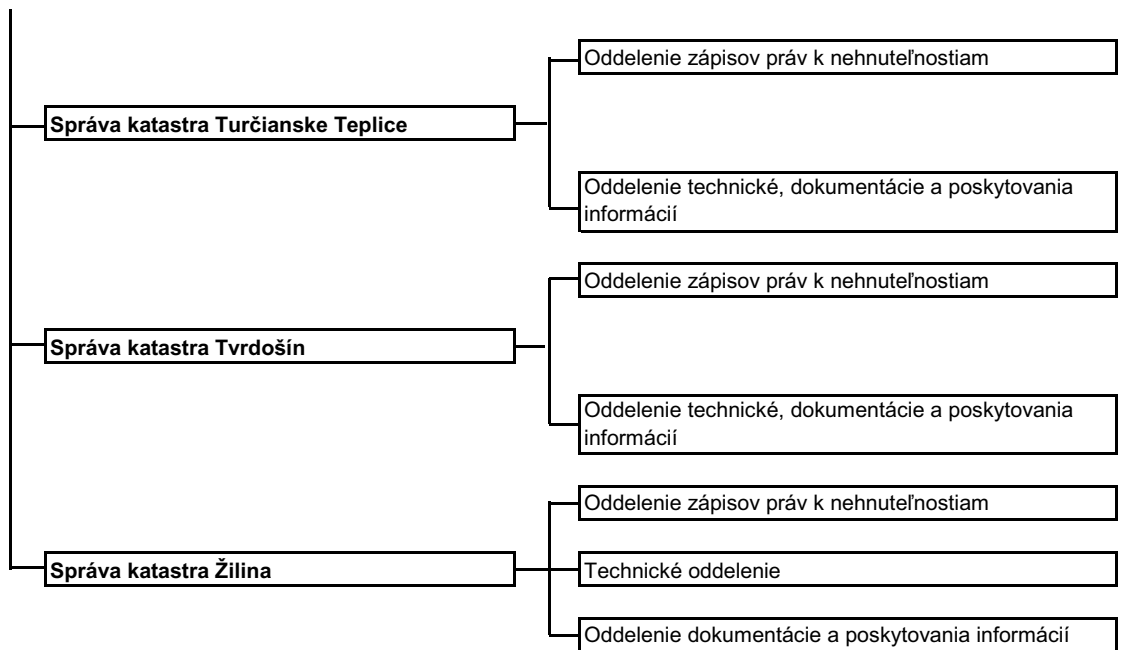 Oddelenie zápisov práv k nehnuteľnostiam
Správa katastra Turčianske Teplice
Oddelenie technické, dokumentácie a poskytovania
informácií
Oddelenie zápisov práv k nehnuteľnostiam
Správa katastra Tvrdošín
Oddelenie technické, dokumentácie a poskytovania
informácií
Oddelenie zápisov práv k nehnuteľnostiam
Správa katastra Žilina
Technické oddelenie
Oddelenie dokumentácie a poskytovania informácií